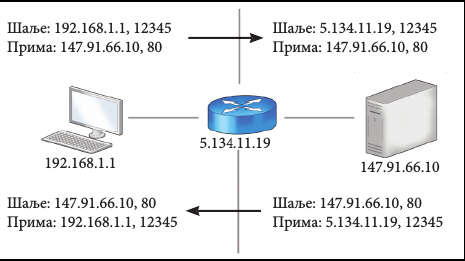 Шаље: 192.168.1.1, 12345
Прима: 147.91.66.10, 80
Шаље: 5.134.11.19, 12345
Прима: 147.91.66.10, 80
192.168.1.1
5.134.11.19
147.91.66.10
Шаље: 147.91.66.10, 80
Прима: 192.168.1.1, 12345
Шаље: 147.91.66.10, 80
Прима: 5.134.11.19, 12345